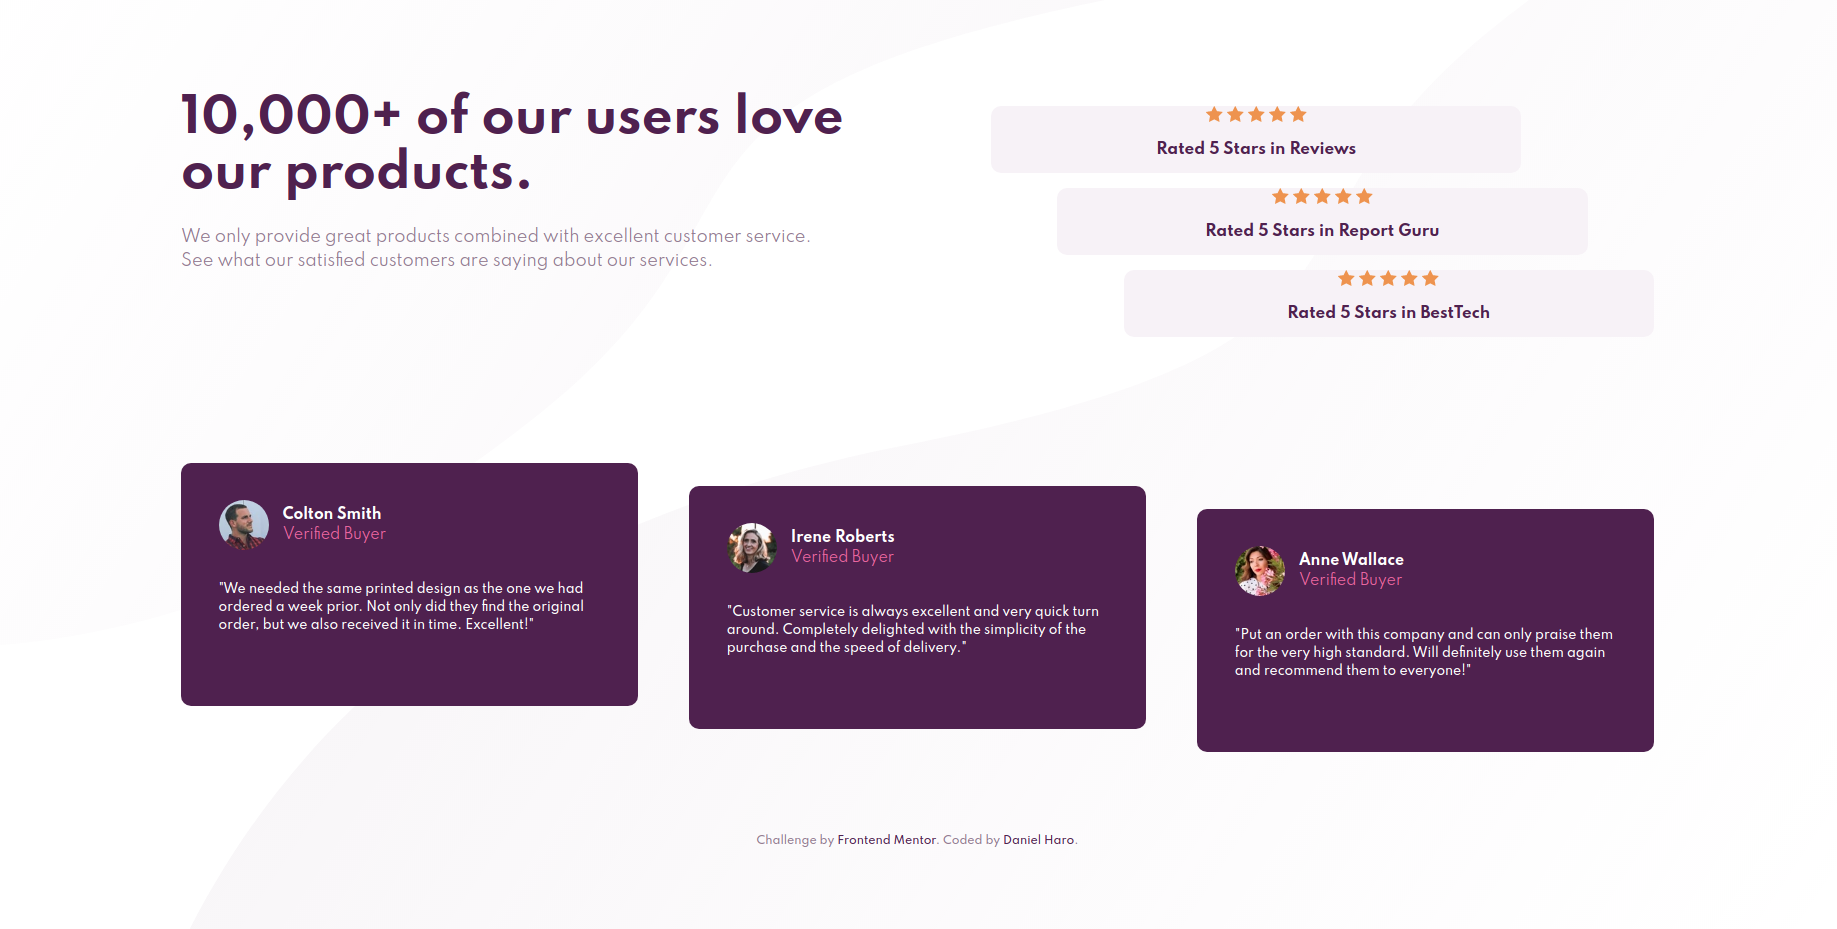 10,000+ of our users love
our products.
We only provide great products combined with excellent customer service.
See what our satisfied customers are saying about our services.
Rated 5 Stars in Reviews
Rated 5 Stars in Report Guru
Rated 5 Stars in BestTech
Colton Smith
Verified Buyer
"We needed the same printed design as the one we had
ordered a week prior. Not only did they find the original
order, but we also received it in time. Excellent!"
Irene Roberts
Verified Buyer
"Customer service is always excellent and very quick turn
around. Completely delighted with the simplicity of the
purchase and the speed of delivery."
Anne Wallace
Verified Buyer
"Put an order with this company and can only praise them
for the very high standard. Will definitely use them again
and recommend them to everyone!"
Challenge by Frontend Mentor. Coded by Daniel Haro.